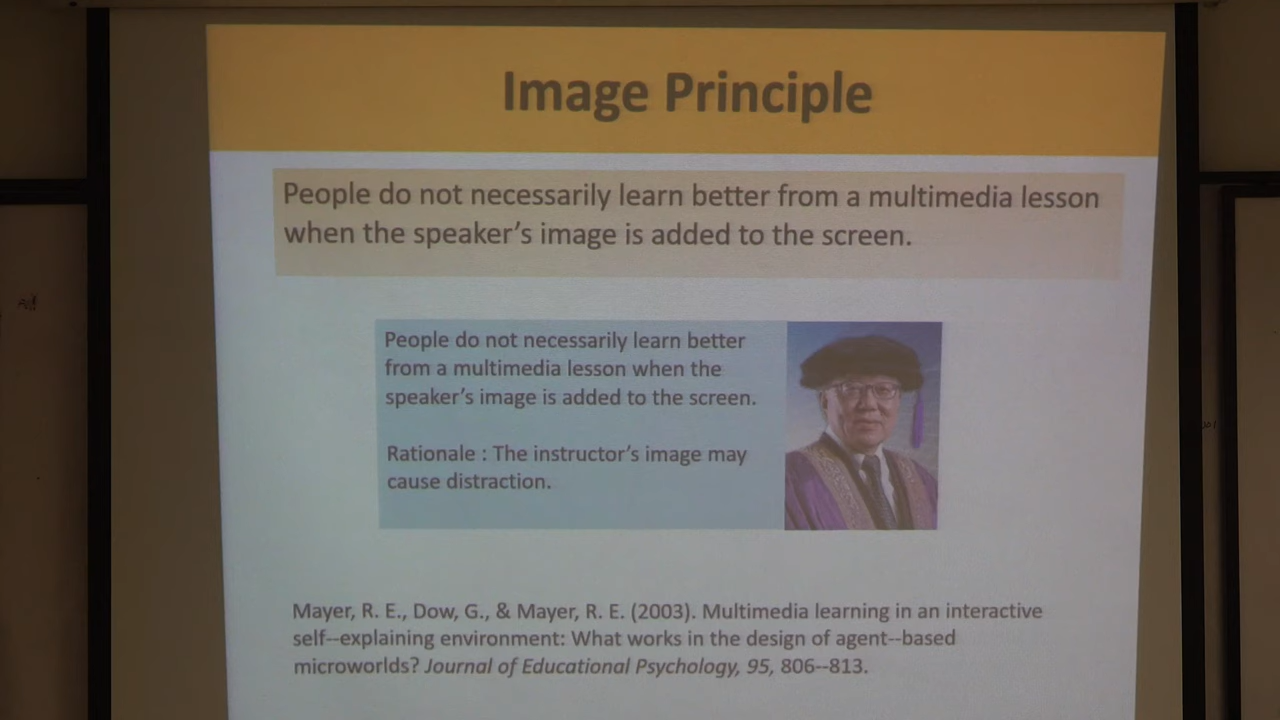 Image Principle
People do not necessarily learn better from a multimedia lesson
when the speaker's image is added to the screen.
People do not necessarily learn better
from a multimedia lesson when the
speaker's image is added to the screen.
Rationale : The instructor's image may
cause distraction.
Mayer, R. E., Dow, G., & Mayer, R. E. (2003). Multimedia learning in an interactive
self--explaining environment: What works in the design of agent--based
microworlds? Journal of Educational Psychology, 95, 806--813.